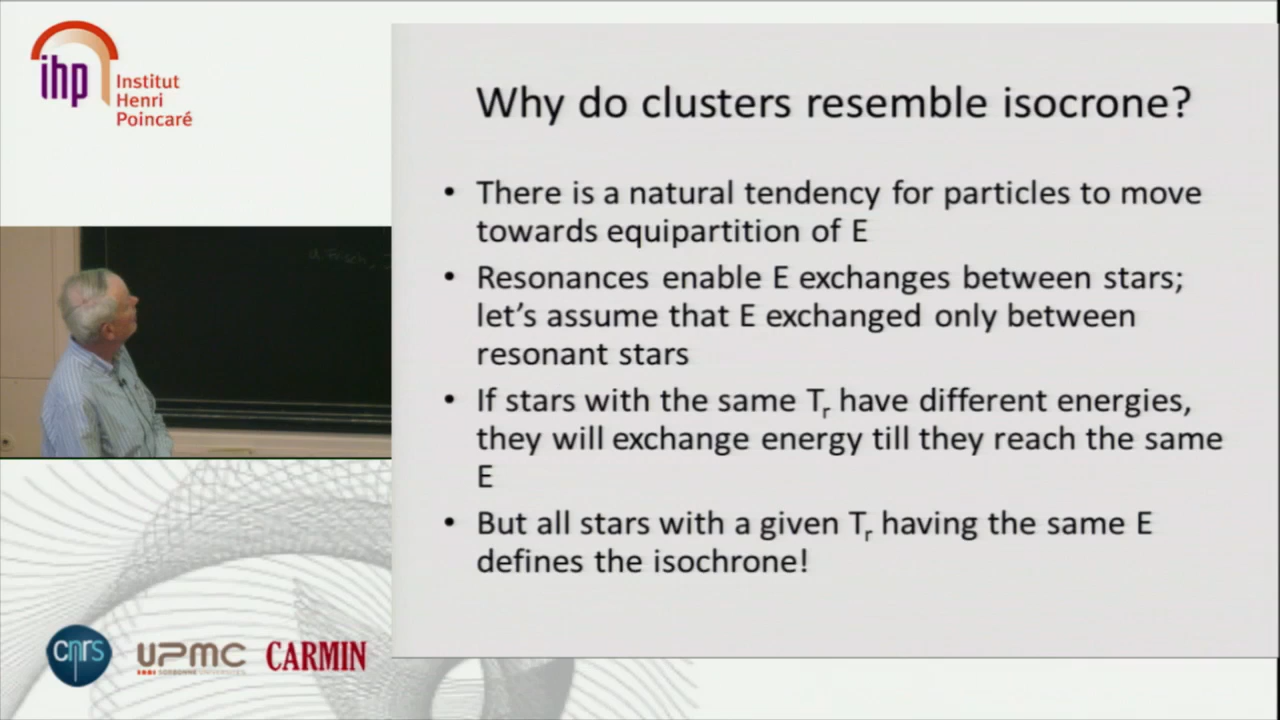 ihp
Institut
Henri
Poincaré
Why do clusters resemble isocrone?
• There is a natural tendency for particles to move
towards equipartition of E
• Resonances enable E exchanges between stars;
let's assume that E exchanged only between
resonant stars
• If stars with the same Tr have different energies,
they will exchange energy till they reach the same
E
• But all stars with a given Tr having the same E
defines the isochrone!
cnrs
UPMC
SORBONNE UNIVERSITÉS
CARMIN